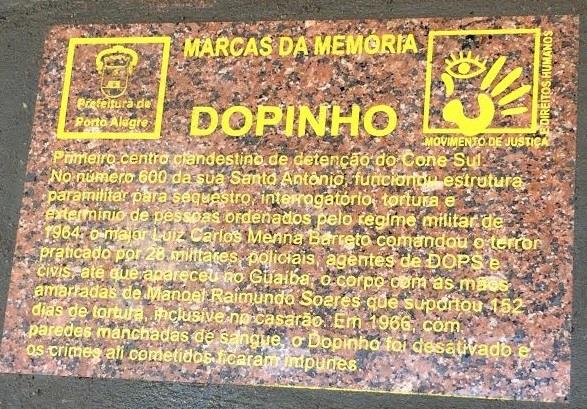 MARCAS DA MEMÓRIA
Prefeitura de
Porto Alegre
MOVIMENTO DE JUSTIÇA
E DIREITOS HUMANOS
DOPINHO
Primeiro centro clandestino de detenção do Cone Sul.
No número 600 da sua Santo Antônio, funcionou estrutura
paramilitar para sequestro, interrogatório, tortura e
extermínio de pessoas ordenados pelo regime militar de
1964. o major Luiz Carlos Menna Barreto comandou o terror
praticado por 28 militares, policiais, agentes de DOPS e
civis, até que apareceu no Guaíba, o corpo com as mãos
amarradas de Manoel Raimundo Soares que suportou 152
dias de tortura, inclusive no casarão. Em 1966, com
paredes manchadas de sangue, o Dopinho foi desativado e
os crimes ali cometidos ficaram impunes.